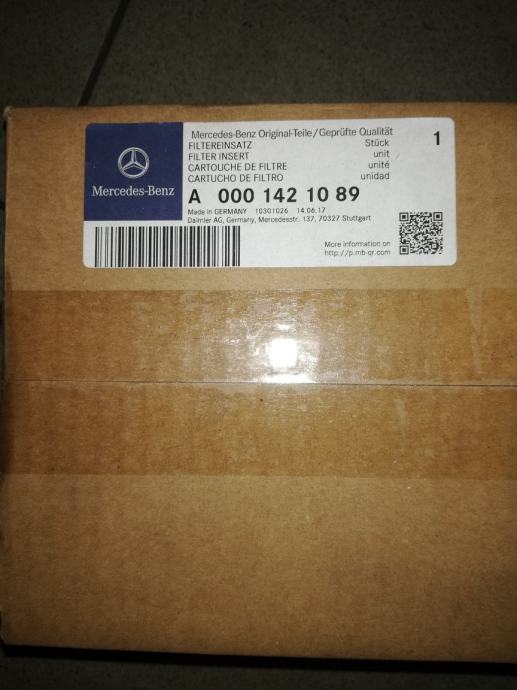 Mercedes-Benz
Mercedes-Benz Original-Teile/Geprüfte Qualität
FILTEREINSATZ Stück 1
FILTER INSERT unit
CARTOUCHE DE FILTRE unité
CARTUCHO DE FILTRO unidad
A 000 142 10 89
Made in GERMANY 10301026 14.06.17
Daimler AG, Germany, Mercedesstr. 137, 70327 Stuttgart
More information on
http://p.mb-qr.com